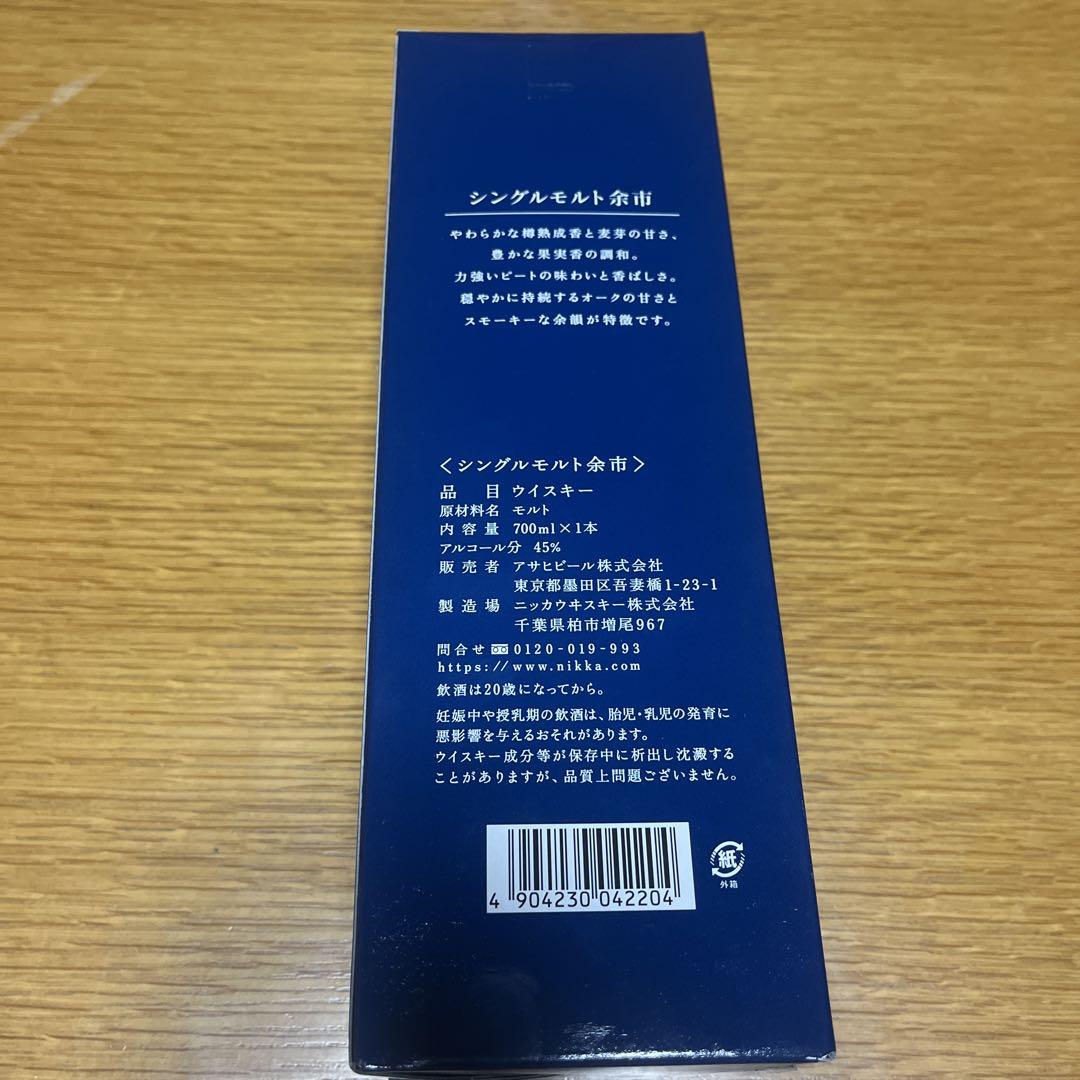 シングルモルト余市
やわらかな樽熟成香と麦芽の甘さ、
豊かな果実香の調和。
力強いピートの味わいと香ばしさ。
穏やかに持続するオークの甘さと
スモーキーな余韻が特徴です。
〈シングルモルト余市〉
品 目 ウイスキー
原材料名 モルト
内容量 700ml×1本
アルコール分 45%
販売者 アサヒビール株式会社
東京都墨田区吾妻橋1-23-1
製造場 ニッカウヰスキー株式会社
千葉県柏市増尾967
問合せ 0120-019-993
https://www.nikka.com
飲酒は20歳になってから。
妊娠中や授乳期の飲酒は、胎児・乳児の発育に
悪影響を与えるおそれがあります。
ウイスキー成分等が保存中に析出し沈澱する
ことがありますが、品質上問題ございません。
4 904230 042204
紙
外箱